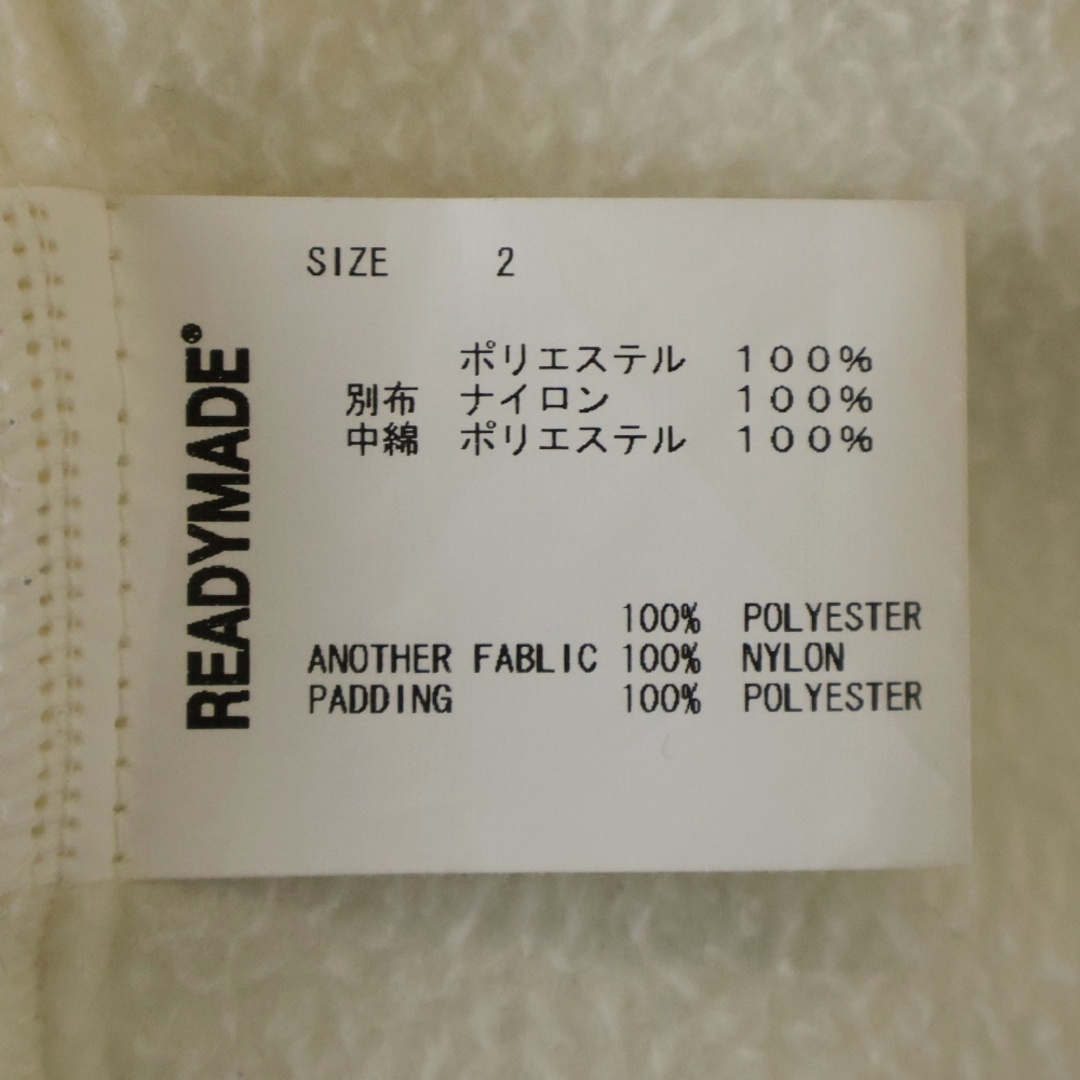 READYMADE®
SIZE 2
ポリエステル 100%
別布 ナイロン 100%
中綿 ポリエステル 100%
100% POLYESTER
ANOTHER FABLIC 100% NYLON
PADDING 100% POLYESTER